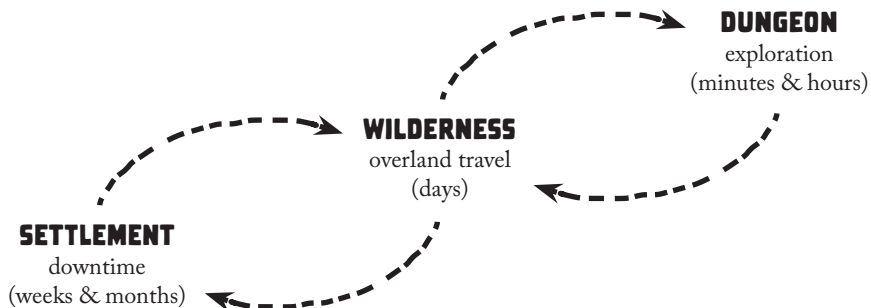 DUNGEON
exploration
(minutes & hours)
WILDERNESS
overland travel
(days)
SETTLEMENT
downtime
(weeks & months)